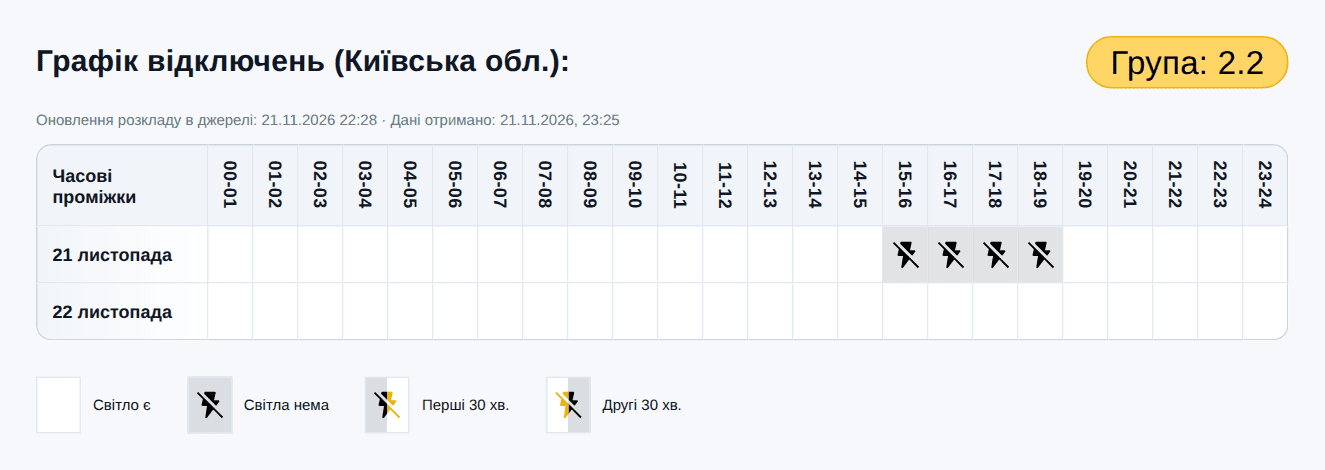 Графік відключень (Київська обл.):
Група: 2.2
Оновлення розкладу в джерелі: 21.11.2026 22:28 · Дані отримано: 21.11.2026, 23:25
Часові
проміжки
00-01
01-02
02-03
03-04
04-05
05-06
06-07
07-08
08-09
09-10
10-11
11-12
12-13
13-14
14-15
15-16
16-17
17-18
18-19
19-20
20-21
21-22
22-23
23-24
21 листопада
22 листопада
Світло є
Світла нема
Перші 30 хв.
Другі 30 хв.